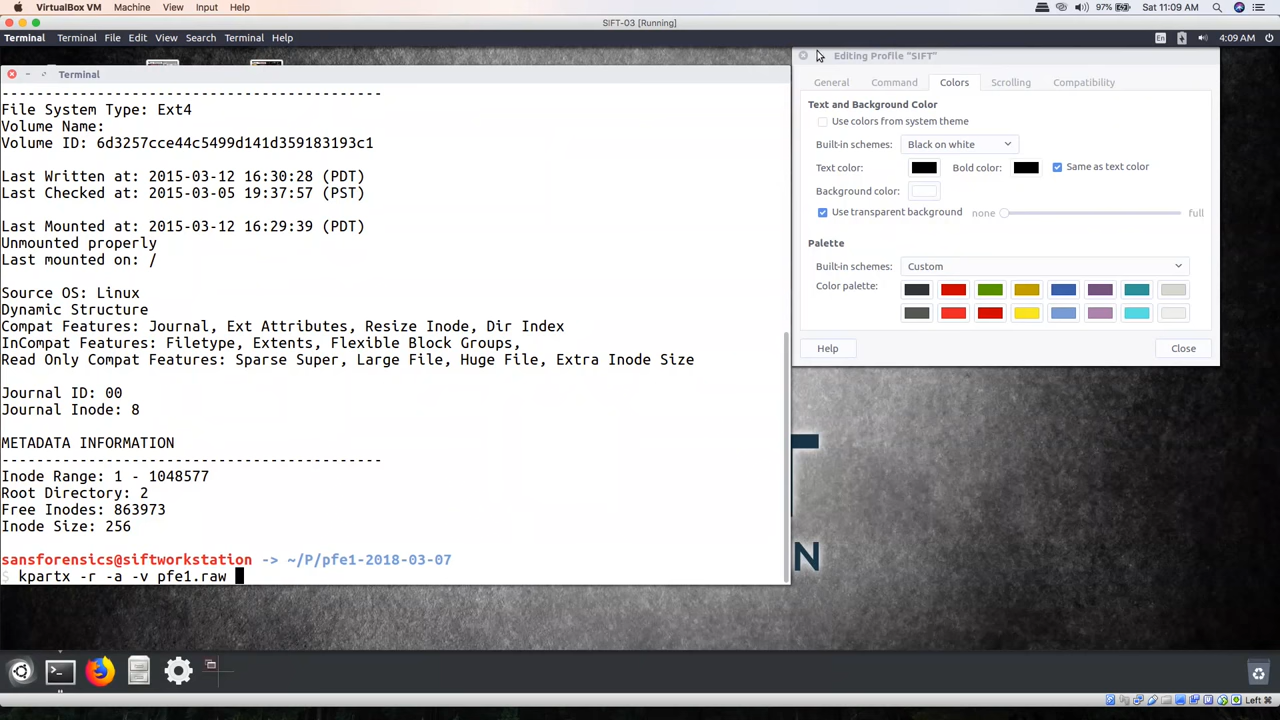 VirtualBox VM Machine View Input Help 97% Sat 11:09 AM
SIFT-03 [Running]
Terminal Terminal File Edit View Search Terminal Help En 4:09 AM
Terminal
---------------------------------------------
File System Type: Ext4
Volume Name:
Volume ID: 6d3257cce44c5499d141d359183193c1
Last Written at: 2015-03-12 16:30:28 (PDT)
Last Checked at: 2015-03-05 19:37:57 (PST)
Last Mounted at: 2015-03-12 16:29:39 (PDT)
Unmounted properly
Last mounted on: /
Source OS: Linux
Dynamic Structure
Compat Features: Journal, Ext Attributes, Resize Inode, Dir Index
InCompat Features: Filetype, Extents, Flexible Block Groups,
Read Only Compat Features: Sparse Super, Large File, Huge File, Extra Inode Size
Journal ID: 00
Journal Inode: 8
METADATA INFORMATION
---------------------------------------------
Inode Range: 1 - 1048577
Root Directory: 2
Free Inodes: 863973
Inode Size: 256
sansforensics@siftworkstation -> ~/P/pfe1-2018-03-07
$ kpartx -r -a -v pfe1.raw
Editing Profile "SIFT"
General Command Colors Scrolling Compatibility
Text and Background Color
Use colors from system theme
Built-in schemes: Black on white
Text color: Bold color: Same as text color
Background color:
Use transparent background none full
Palette
Built-in schemes: Custom
Color palette:
Help Close
N
Left ⌘